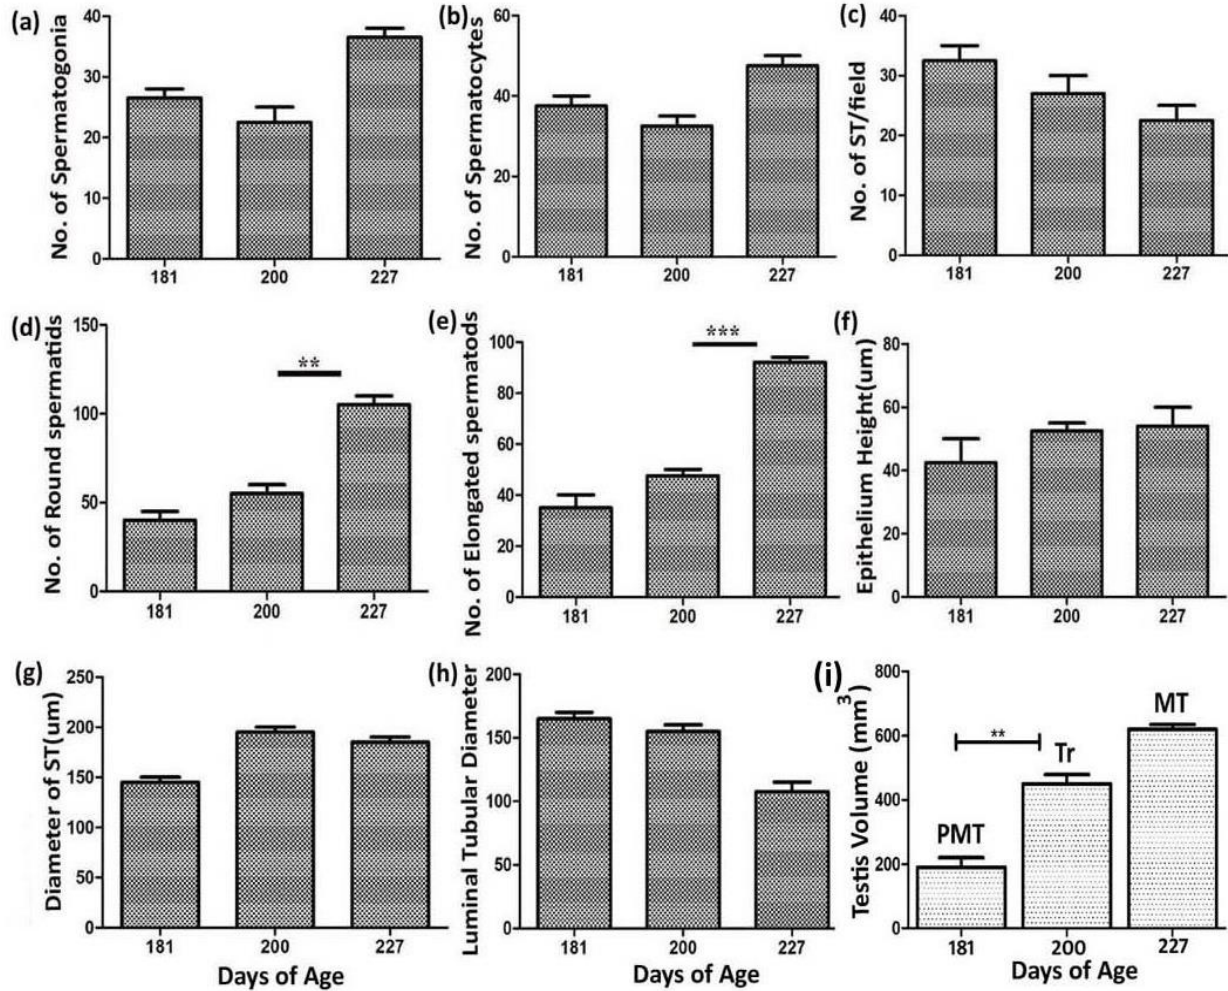 (a)
No. of Spermatogonia
40
30
20
10
0
181 200 227
(b)
No. of Spermatocytes
60
40
20
0
181 200 227
(c)
No. of ST/field
40
30
20
10
0
181 200 227
(d)
No. of Round spermatids
150
100
50
0
**
181 200 227
(e)
No. of Elongated spermatods
100
80
60
40
20
0
***
181 200 227
(f)
Epithelium Height(um)
80
60
40
20
0
181 200 227
(g)
Diameter of ST(um)
250
200
150
100
50
0
181 200 227
Days of Age
(h)
Luminal Tubular Diameter
200
150
100
50
0
181 200 227
Days of Age
(i)
Testis Volume (mm3)
800
600
400
200
0
PMT
**
Tr
MT
181 200 227
Days of Age